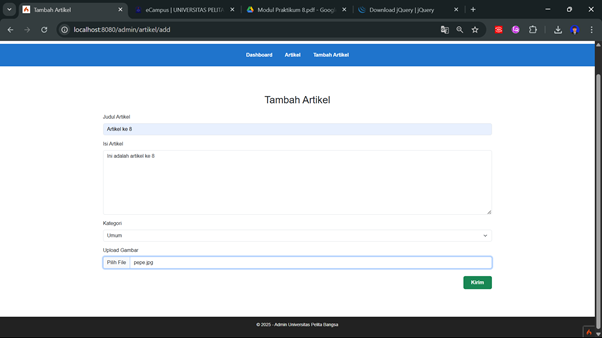 Tambah Artikel
eCampus | UNIVERSITAS PELITA
Modul Praktikum 8.pdf - Goog
Download jQuery | jQuery
localhost:8080/admin/artikel/add
Dashboard Artikel Tambah Artikel
Tambah Artikel
Judul Artikel
Artikel ke 8
Isi Artikel
Ini adalah artikel ke 8
Kategori
Umum
Upload Gambar
Pilih File pepe.jpg
Kirim
© 2025 - Admin Universitas Pelita Bangsa